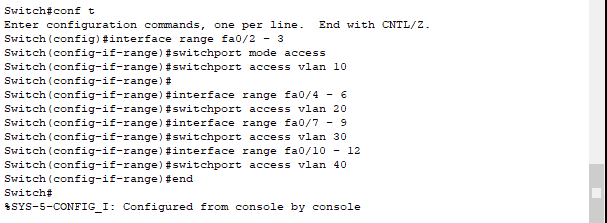 Switch#conf t
Enter configuration commands, one per line.  End with CNTL/Z.
Switch(config)#interface range fa0/2 - 3
Switch(config-if-range)#switchport mode access
Switch(config-if-range)#switchport access vlan 10
Switch(config-if-range)#
Switch(config-if-range)#interface range fa0/4 - 6
Switch(config-if-range)#switchport access vlan 20
Switch(config-if-range)#interface range fa0/7 - 9
Switch(config-if-range)#switchport access vlan 30
Switch(config-if-range)#interface range fa0/10 - 12
Switch(config-if-range)#switchport access vlan 40
Switch(config-if-range)#end
Switch#
%SYS-5-CONFIG_I: Configured from console by console